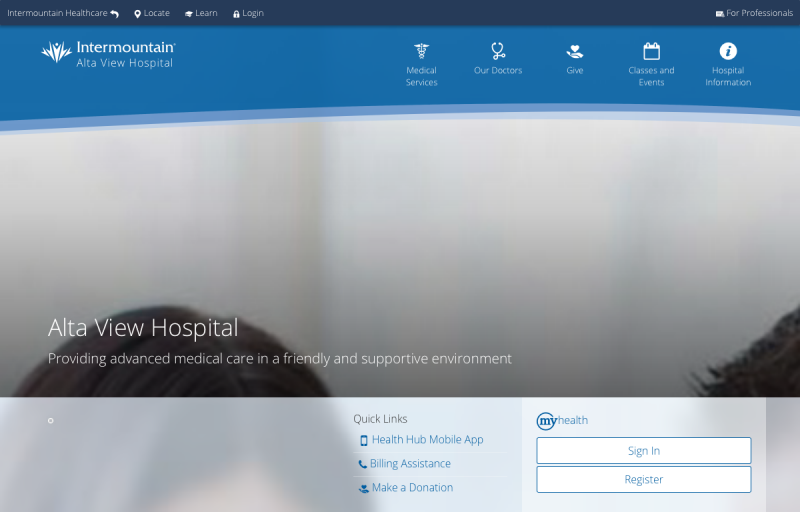 Intermountain Healthcare
Locate
Learn
Login
For Professionals
Intermountain
Alta View Hospital
Medical
Services
Our Doctors
Give
Classes and
Events
Hospital
Information
Alta View Hospital
Providing advanced medical care in a friendly and supportive environment
Quick Links
Health Hub Mobile App
Billing Assistance
Make a Donation
myhealth
Sign In
Register